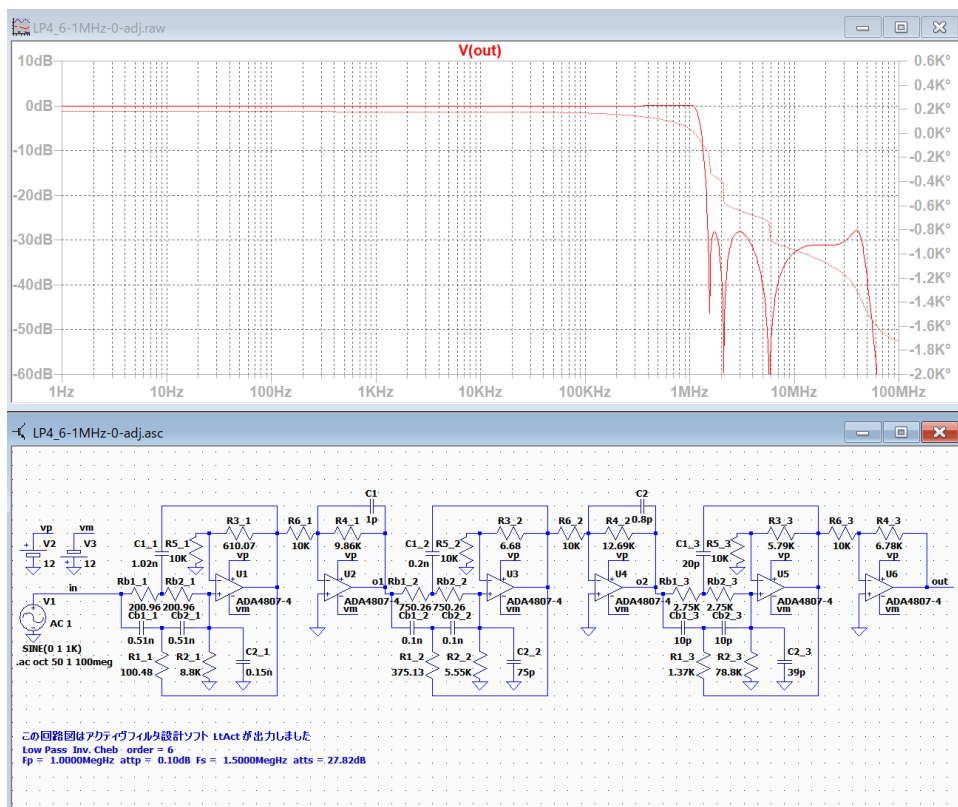 LP4_6-1MHz-0-adj.raw
V(out)
10dB 0.6K°
0.4K°
0dB 0.2K°
0.0K°
-10dB
-0.2K°
-20dB -0.4K°
-0.6K°
-30dB -0.8K°
-1.0K°
-40dB -1.2K°
-1.4K°
-50dB
-1.6K°
-1.8K°
-60dB -2.0K°
1Hz 10Hz 100Hz 1KHz 10KHz 100KHz 1MHz 10MHz 100MHz
LP4_6-1MHz-0-adj.asc
C1 C2
1p 0.8p
vp vm
V2 V3
12 12
C1_1 R5_1 R3_1 R6_1 R4_1 C1_2 R5_2 R3_2 R6_2 R4_2 C1_3 R5_3 R3_3 R6_3 R4_3
1.02n 10K 610.07 10K 9.86K 0.2n 10K 6.68 10K 12.69K 20p 10K 5.79K 10K 6.78K
vp vp vp vp vp vp
in Rb1_1 Rb2_1 U1 U2 o1 Rb1_2 Rb2_2 U3 U4 o2 Rb1_3 Rb2_3 U5 U6 out
200.96 200.96 ADA4807-4 ADA4807-4 750.26 750.26 ADA4807-4 ADA4807-4 2.75K 2.75K ADA4807-4 ADA4807-4
vm vm vm vm vm vm
V1
AC 1
Cb1_1 Cb2_1 Cb1_2 Cb2_2 Cb1_3 Cb2_3
0.51n 0.51n 0.1n 0.1n 10p 10p
SINE(0 1 1K)
.ac oct 50 1 100meg
R1_1 R2_1 C2_1 R1_2 R2_2 C2_2 R1_3 R2_3 C2_3
100.48 8.8K 0.15n 375.13 5.55K 75p 1.37K 78.8K 39p
この回路図はアクティヴフィルタ設計ソフト LtAct が出力しました
Low Pass Inv. Cheb order = 6
Fp = 1.0000MegHz attp = 0.10dB Fs = 1.5000MegHz atts = 27.82dB